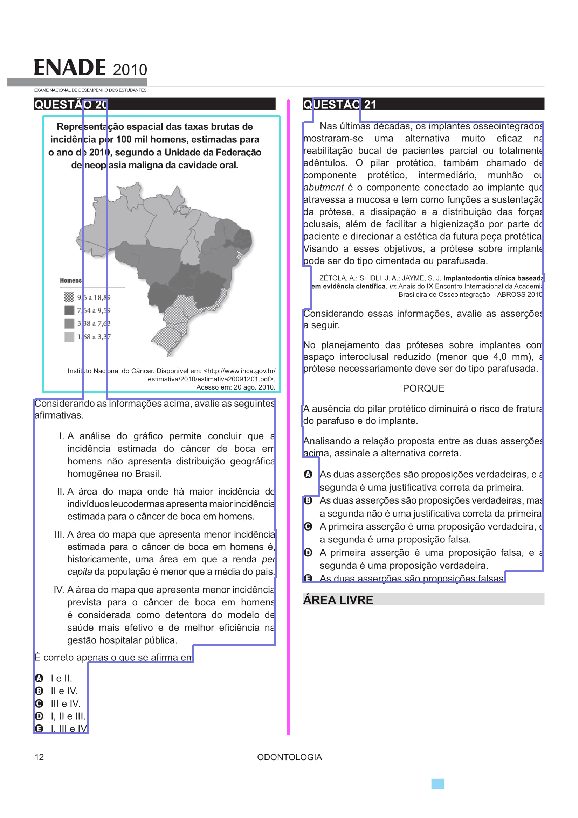 ENADE 2010
EXAME NACIONAL DE DESEMPENHO DOS ESTUDANTES
QUESTÃO 20
Representação espacial das taxas brutas de
incidência por 100 mil homens, estimadas para
o ano de 2010, segundo a Unidade da Federação
de neoplasia maligna da cavidade oral.
Homens
9,6 a 18,89
7,64 a 9,59
3,38 a 7,63
1,68 a 3,37
Instituto Nacional do Câncer. Disponível em: <http://www.inca.gov.br/
estimativa/2010/estimativa20091201.pdf>.
Acesso em: 20 ago. 2010.
Considerando as informações acima, avalie as seguintes
afirmativas.
I. A análise do gráfico permite concluir que a
incidência estimada do câncer de boca em
homens não apresenta distribuição geográfica
homogênea no Brasil.
II. A área do mapa onde há maior incidência de
indivíduos leucodermas apresenta maior incidência
estimada para o câncer de boca em homens.
III. A área do mapa que apresenta menor incidência
estimada para o câncer de boca em homens é,
historicamente, uma área em que a renda per
capita da população é menor que a média do país.
IV. A área do mapa que apresenta menor incidência
prevista para o câncer de boca em homens
é considerada como detentora do modelo de
saúde mais efetivo e de melhor eficiência na
gestão hospitalar pública.
É correto apenas o que se afirma em
A I e II.
B II e IV.
C III e IV.
D I, II e III.
E I, III e IV.
QUESTÃO 21
Nas últimas décadas, os implantes osseointegrados
mostraram-se uma alternativa muito eficaz na
reabilitação bucal de pacientes parcial ou totalmente
adêntulos. O pilar protético, também chamado de
componente protético, intermediário, munhão ou
abutment é o componente conectado ao implante que
atravessa a mucosa e tem como funções a sustentação
da prótese, a dissipação e a distribuição das forças
oclusais, além de facilitar a higienização por parte do
paciente e direcionar a estética da futura peça protética.
Visando a esses objetivos, a prótese sobre implante
pode ser do tipo cimentada ou parafusada.
ZÉTOLA, A.; SHOLI, J. A.; JAYME, S. J. Implantodontia clínica baseada
em evidência científica. In: Anais do IX Encontro Internacional da Academia
Brasileira de Osseointegração – ABROSS 2010.
Considerando essas informações, avalie as asserções
a seguir.
No planejamento das próteses sobre implantes com
espaço interoclusal reduzido (menor que 4,0 mm), a
prótese necessariamente deve ser do tipo parafusada.
PORQUE
A ausência do pilar protético diminuirá o risco de fratura
do parafuso e do implante.
Analisando a relação proposta entre as duas asserções
acima, assinale a alternativa correta.
A As duas asserções são proposições verdadeiras, e a
segunda é uma justificativa correta da primeira.
B As duas asserções são proposições verdadeiras, mas
a segunda não é uma justificativa correta da primeira.
C A primeira asserção é uma proposição verdadeira, e
a segunda é uma proposição falsa.
D A primeira asserção é uma proposição falsa, e a
segunda é uma proposição verdadeira.
E As duas asserções são proposições falsas.
ÁREA LIVRE
12
ODONTOLOGIA